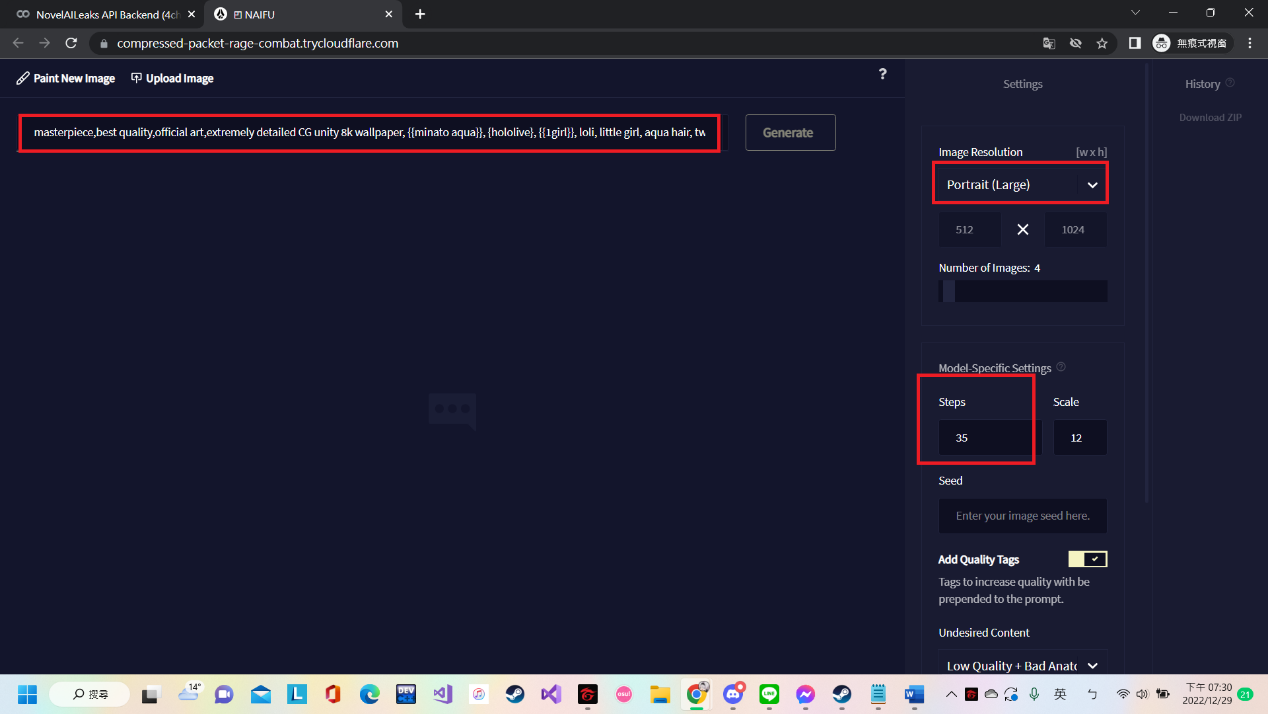 NovelAILeaks API Backend (4ch
NAIFU
compressed-packet-rage-combat.trycloudflare.com
無痕式視窗
Paint New Image
Upload Image
?
masterpiece,best quality,official art,extremely detailed CG unity 8k wallpaper, {{minato aqua}}, {hololive}, {{1girl}}, loli, little girl, aqua hair, tw
Generate
Settings
Image Resolution [w x h]
Portrait (Large)
512 X 1024
Number of Images: 4
Model-Specific Settings
Steps Scale
35 12
Seed
Enter your image seed here.
Add Quality Tags
Tags to increase quality with be
prepended to the prompt.
Undesired Content
Low Quality + Bad Anato
History
Download ZIP
搜尋
14°
L
DEV
osu!
LINE
W
英
ㄅ
下午 07:30
2022/12/29
21